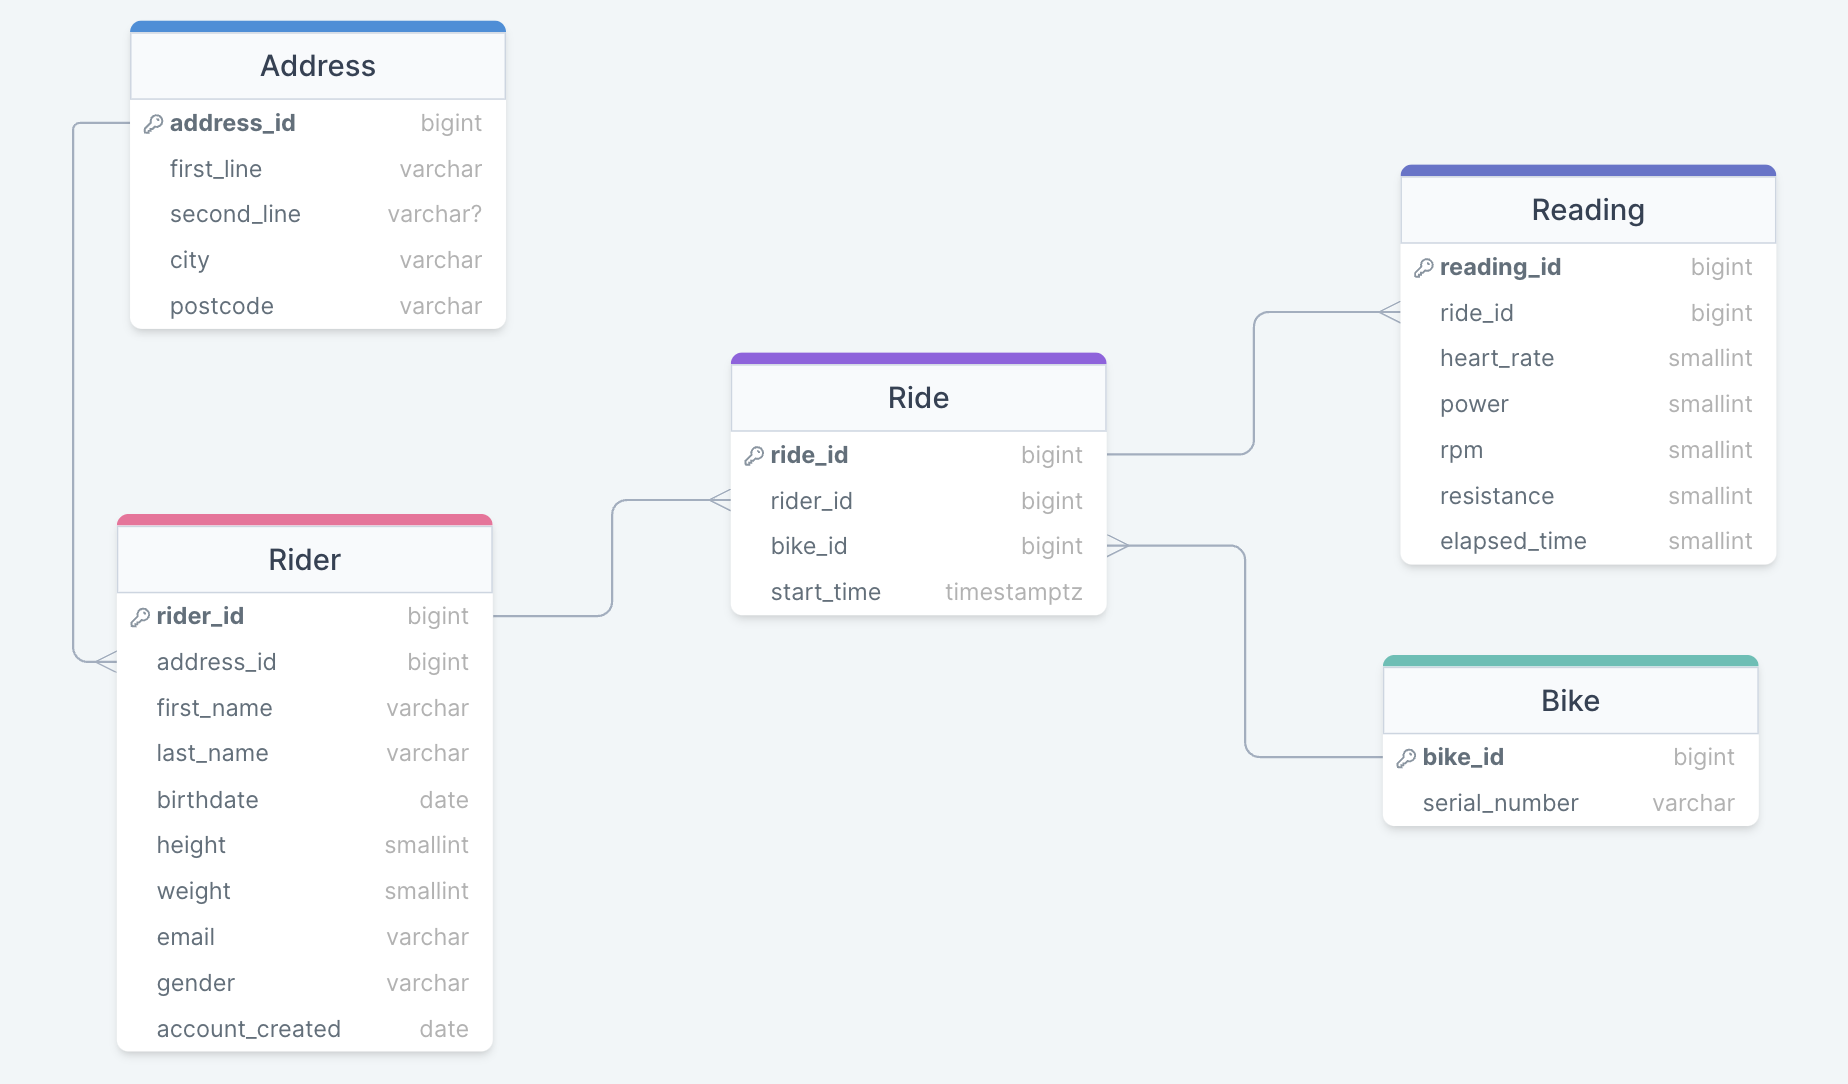 Address
address_id bigint
first_line varchar
second_line varchar?
city varchar
postcode varchar
Rider
rider_id bigint
address_id bigint
first_name varchar
last_name varchar
birthdate date
height smallint
weight smallint
email varchar
gender varchar
account_created date
Ride
ride_id bigint
rider_id bigint
bike_id bigint
start_time timestamptz
Reading
reading_id bigint
ride_id bigint
heart_rate smallint
power smallint
rpm smallint
resistance smallint
elapsed_time smallint
Bike
bike_id bigint
serial_number varchar